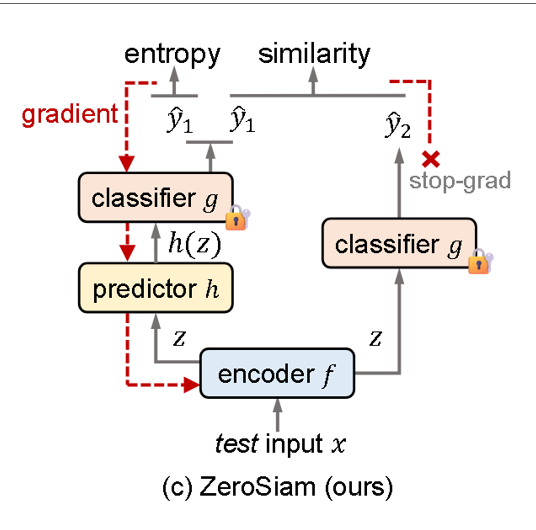 entropy similarity
gradient
ŷ₁ ŷ₁ ŷ₂
stop-grad
classifier g
h(z)
classifier g
predictor h
z z
encoder f
test input x
(c) ZeroSiam (ours)